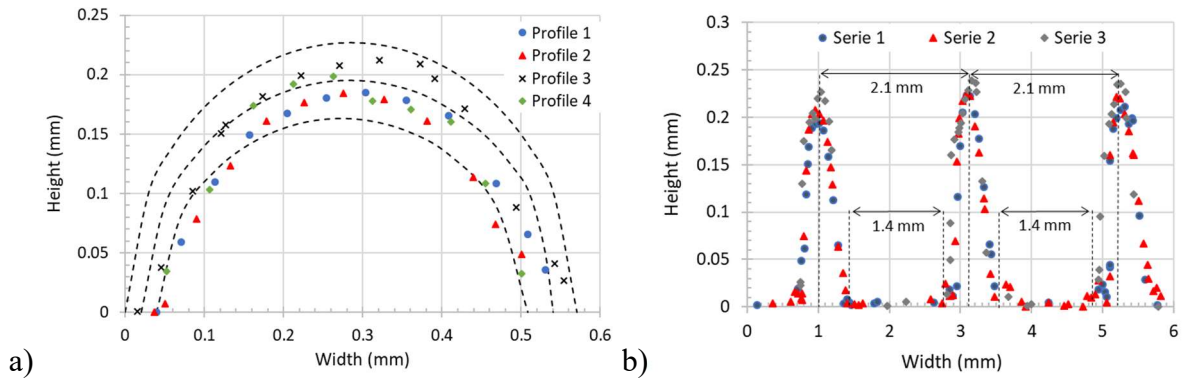 0.25
0.2
0.15
0.1
0.05
0
0 0.1 0.2 0.3 0.4 0.5 0.6
Height (mm)
Width (mm)
Profile 1
Profile 2
Profile 3
Profile 4
a)
0.3
0.25
0.2
0.15
0.1
0.05
0
0 1 2 3 4 5 6
Height (mm)
Width (mm)
Serie 1 Serie 2 Serie 3
2.1 mm 2.1 mm
1.4 mm 1.4 mm
b)